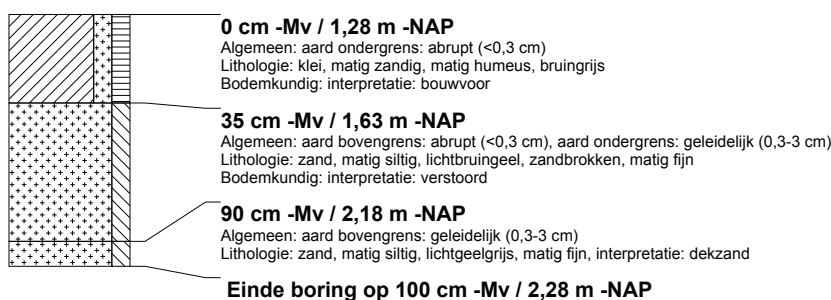 0 cm -Mv / 1,28 m -NAP
Algemeen: aard ondergrens: abrupt (<0,3 cm)
Lithologie: klei, matig zandig, matig humeus, bruingrijs
Bodemkundig: interpretatie: bouwvoor
35 cm -Mv / 1,63 m -NAP
Algemeen: aard bovengrens: abrupt (<0,3 cm), aard ondergrens: geleidelijk (0,3-3 cm)
Lithologie: zand, matig siltig, lichtbruingeel, zandbrokken, matig fijn
Bodemkundig: interpretatie: verstoord
90 cm -Mv / 2,18 m -NAP
Algemeen: aard bovengrens: geleidelijk (0,3-3 cm)
Lithologie: zand, matig siltig, lichtgeelgrijs, matig fijn, interpretatie: dekzand
Einde boring op 100 cm -Mv / 2,28 m -NAP